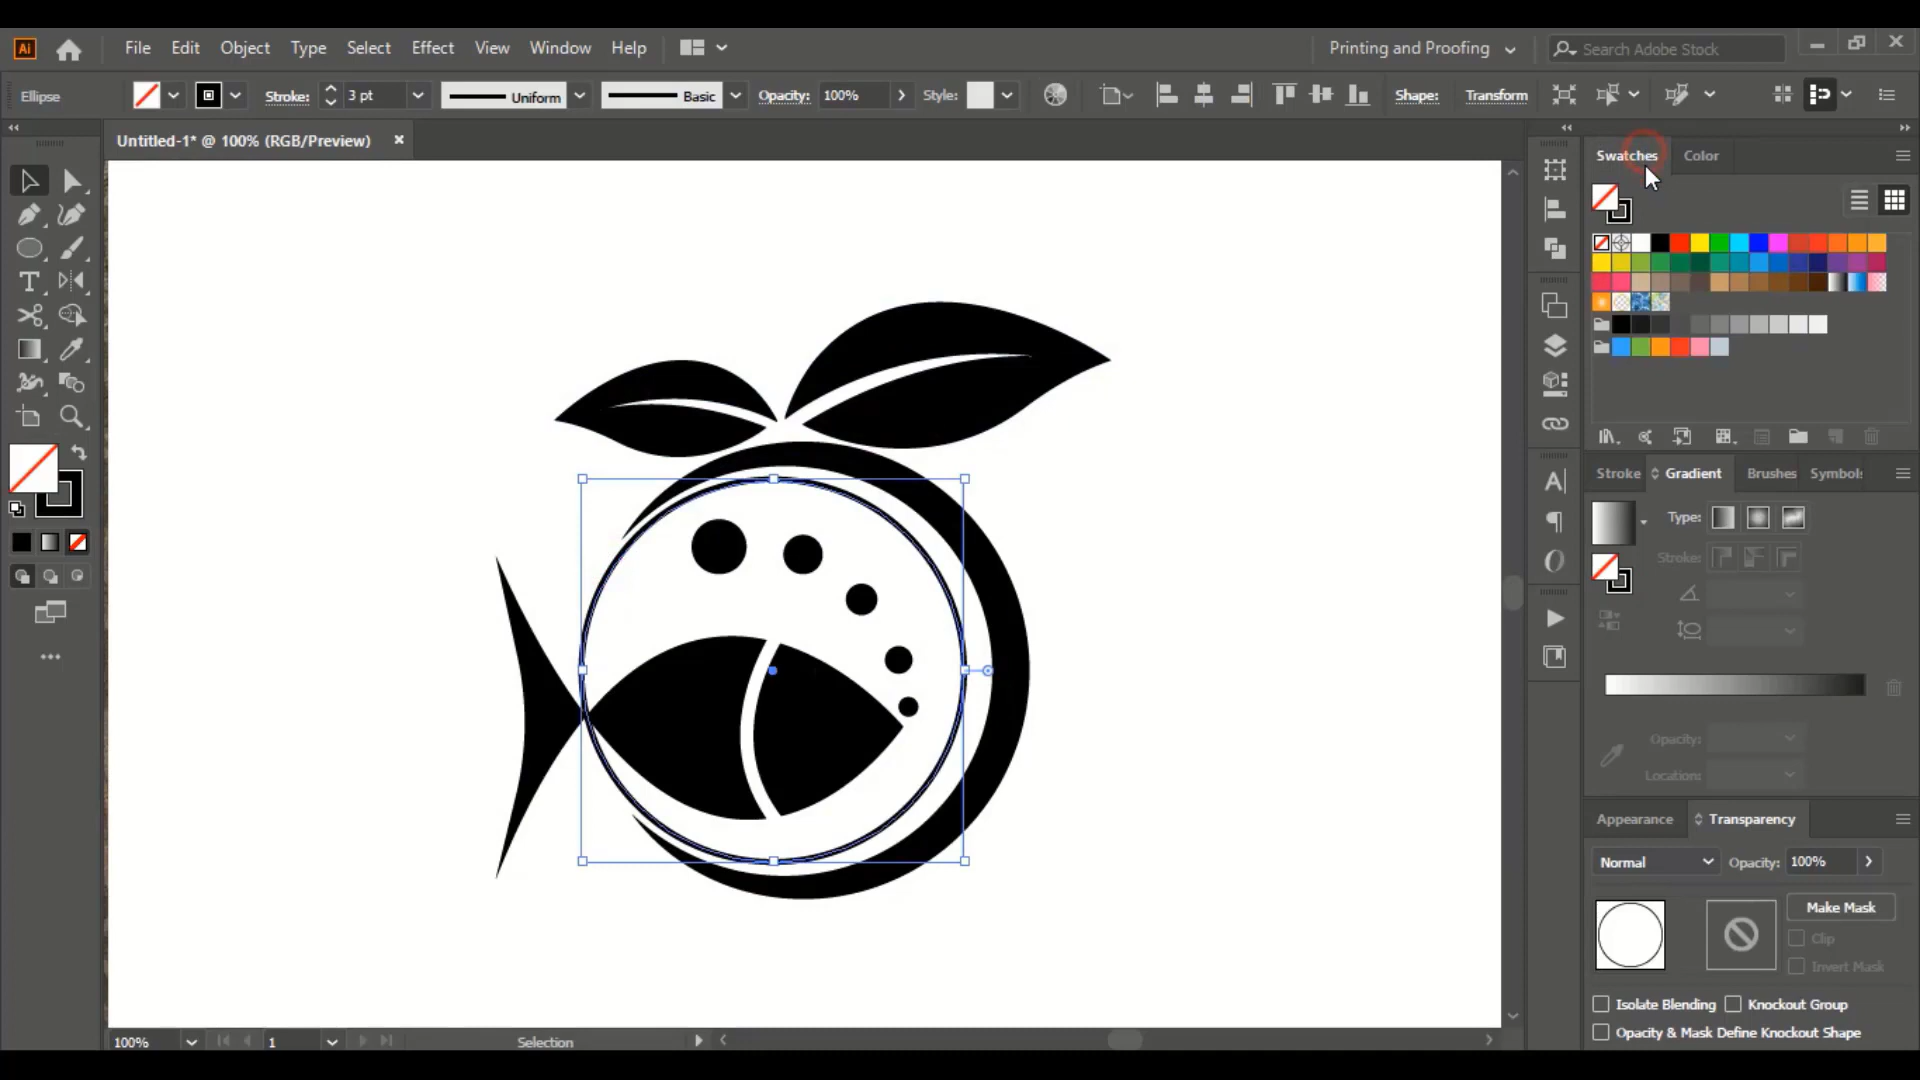 Ai File Edit Object Type Select Effect View Window Help Printing and Proofing Search Adobe Stock
Ellipse Stroke: 3 pt Uniform Basic Opacity: 100% Style: Shape: Transform
Untitled-1* @ 100% (RGB/Preview)
Swatches Color
Stroke Gradient Brushes Symbols
Type:
Stroke:
Opacity:
Location:
Appearance Transparency
Normal Opacity: 100%
Make Mask
Clip
Invert Mask
Isolate Blending Knockout Group
Opacity & Mask Define Knockout Shape
100% 1 Selection